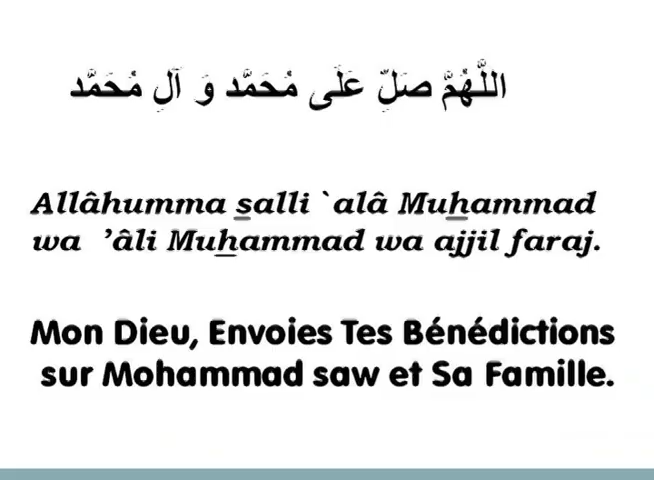 اللَّهُمَّ صَلِّ عَلَى مُحَمَّد وَ آلِ مُحَمَّد
Allâhumma salli `alâ Muhammad
wa ’âli Muhammad wa ajjil faraj.
Mon Dieu, Envoies Tes Bénédictions
sur Mohammad saw et Sa Famille.